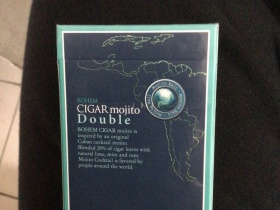 BOHEM
CIGAR mojito
Double
BOHEM CIGAR mojito is
inspired by an original
Cuban cocktail mojito.
Blended 20% of cigar leaves with
natural lime, mint and rum.
Mojito Cocktail is favored by
people around the world.